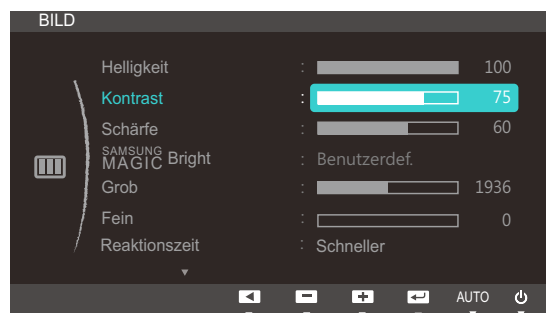 BILD
Helligkeit : 100
Kontrast : 75
Schärfe : 60
SAMSUNG MAGIC Bright : Benutzerdef.
Grob : 1936
Fein : 0
Reaktionszeit : Schneller
AUTO